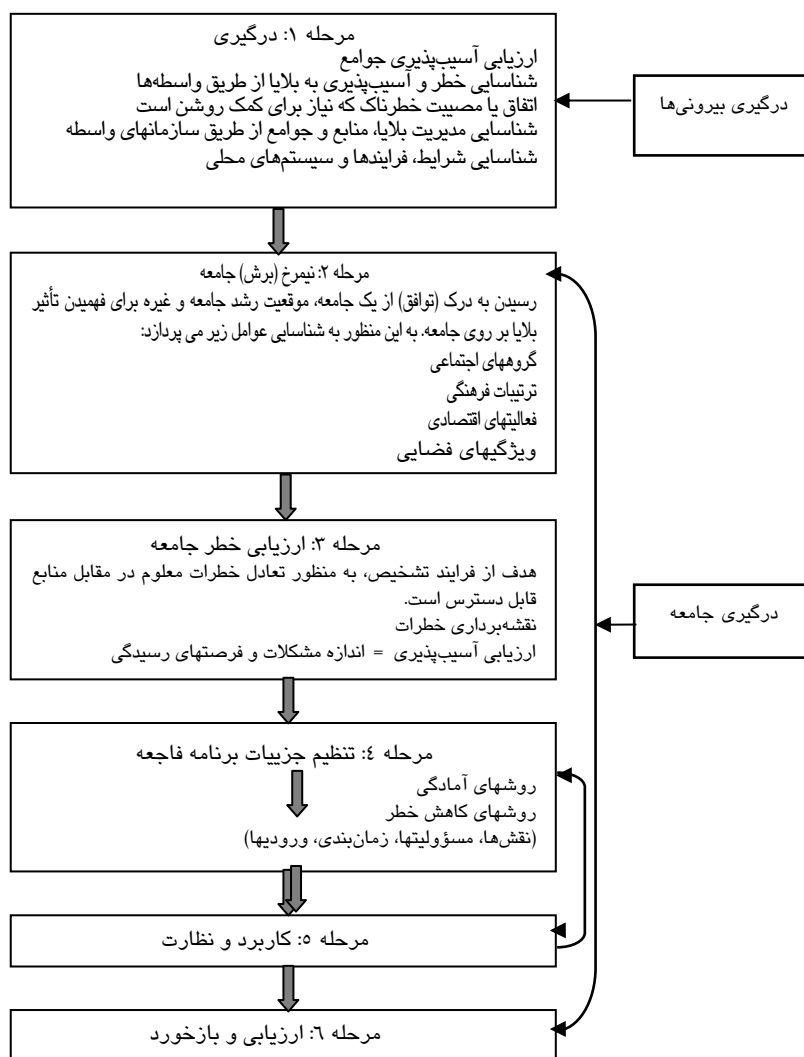 مرحله ۱: درگیری
ارزیابی آسیب‌پذیری جوامع
شناسایی خطر و آسیب‌پذیری به بلایا از طریق واسطه‌ها
اتفاق یا مصیبت خطرناک که نیاز برای کمک روشن است
شناسایی مدیریت بلایا، منابع و جوامع از طریق سازمانهای واسطه
شناسایی شرایط، فرایندها و سیستم‌های محلی
درگیری بیرونی‌ها
مرحله ۲: نیمرخ (برش) جامعه
رسیدن به درک (توافق) از یک جامعه، موقعیت رشد جامعه و غیره برای فهمیدن تأثیر
بلایا بر روی جامعه. به این منظور به شناسایی عوامل زیر می پردازد:
گروههای اجتماعی
ترتیبات فرهنگی
فعالیتهای اقتصادی
ویژگیهای فضایی
مرحله ۳: ارزیابی خطر جامعه
هدف از فرایند تشخیص، به منظور تعادل خطرات معلوم در مقابل منابع
قابل دسترس است.
نقشه‌برداری خطرات
ارزیابی آسیب‌پذیری = اندازه مشکلات و فرصتهای رسیدگی
درگیری جامعه
مرحله ٤: تنظیم جزییات برنامه فاجعه
روشهای آمادگی
روشهای کاهش خطر
(نقش‌ها، مسؤولیتها، زمان‌بندی، ورودیها)
مرحله ٥: کاربرد و نظارت
مرحله ٦: ارزیابی و بازخورد